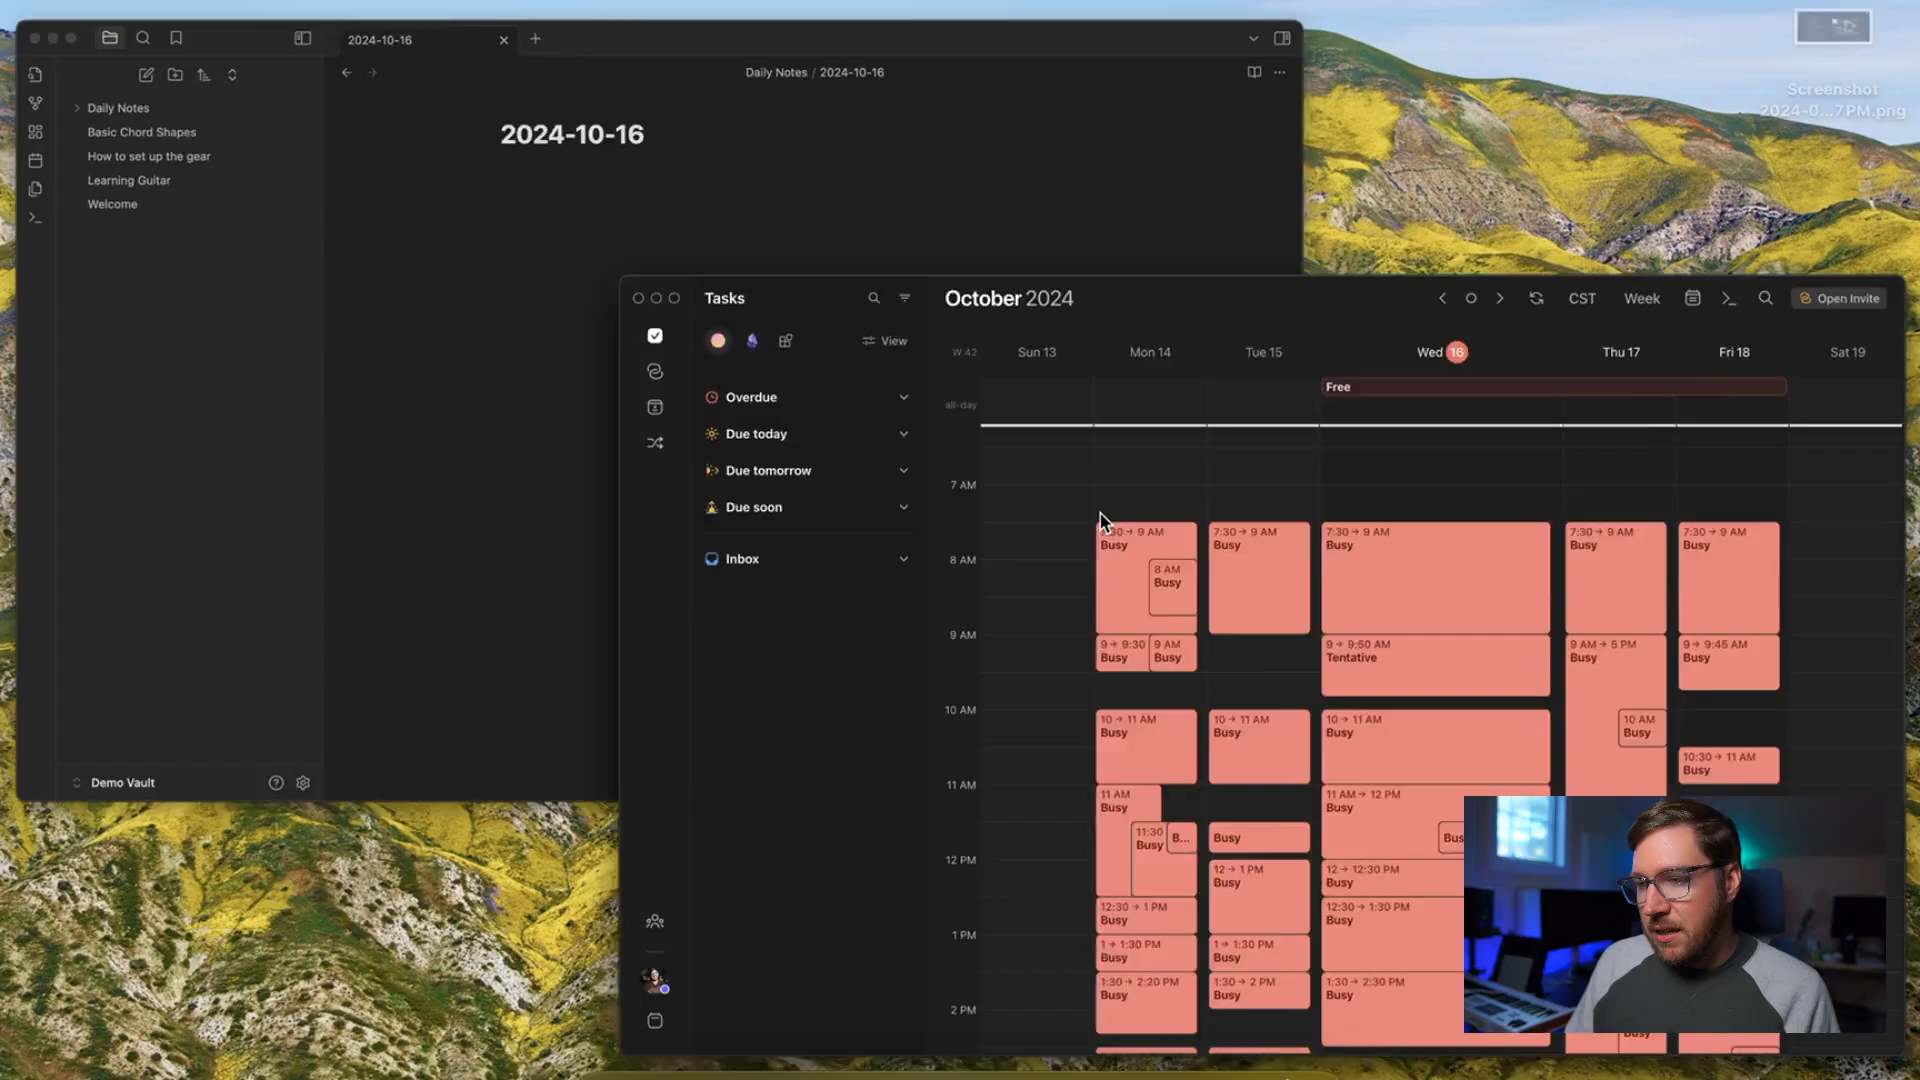 2024-10-16
Daily Notes / 2024-10-16
Daily Notes
Basic Chord Shapes
How to set up the gear
Learning Guitar
Welcome
2024-10-16
Demo Vault
Screenshot
2024-0...7PM.png
Tasks
View
Overdue
Due today
Due tomorrow
Due soon
Inbox
October 2024
CST
Week
Open Invite
W 42
Sun 13
Mon 14
Tue 15
Wed 16
Thu 17
Fri 18
Sat 19
all-day
Free
7 AM
8 AM
9 AM
10 AM
11 AM
12 PM
1 PM
2 PM
:30 → 9 AM
Busy
8 AM
Busy
9 → 9:30
Busy
9 AM
Busy
10 → 11 AM
Busy
11 AM
Busy
11:30
Busy
B...
12:30 → 1 PM
Busy
1 → 1:30 PM
Busy
1:30 → 2:20 PM
Busy
7:30 → 9 AM
Busy
10 → 11 AM
Busy
Busy
12 → 1 PM
Busy
1 → 1:30 PM
Busy
1:30 → 2 PM
Busy
7:30 → 9 AM
Busy
9 → 9:50 AM
Tentative
10 → 11 AM
Busy
11 AM → 12 PM
Busy
Bus
12 → 12:30 PM
Busy
12:30 → 1:30 PM
Busy
1:30 → 2:30 PM
Busy
7:30 → 9 AM
Busy
9 AM → 5 PM
Busy
10 AM
Busy
Busy
7:30 → 9 AM
Busy
9 → 9:45 AM
Busy
10:30 → 11 AM
Busy